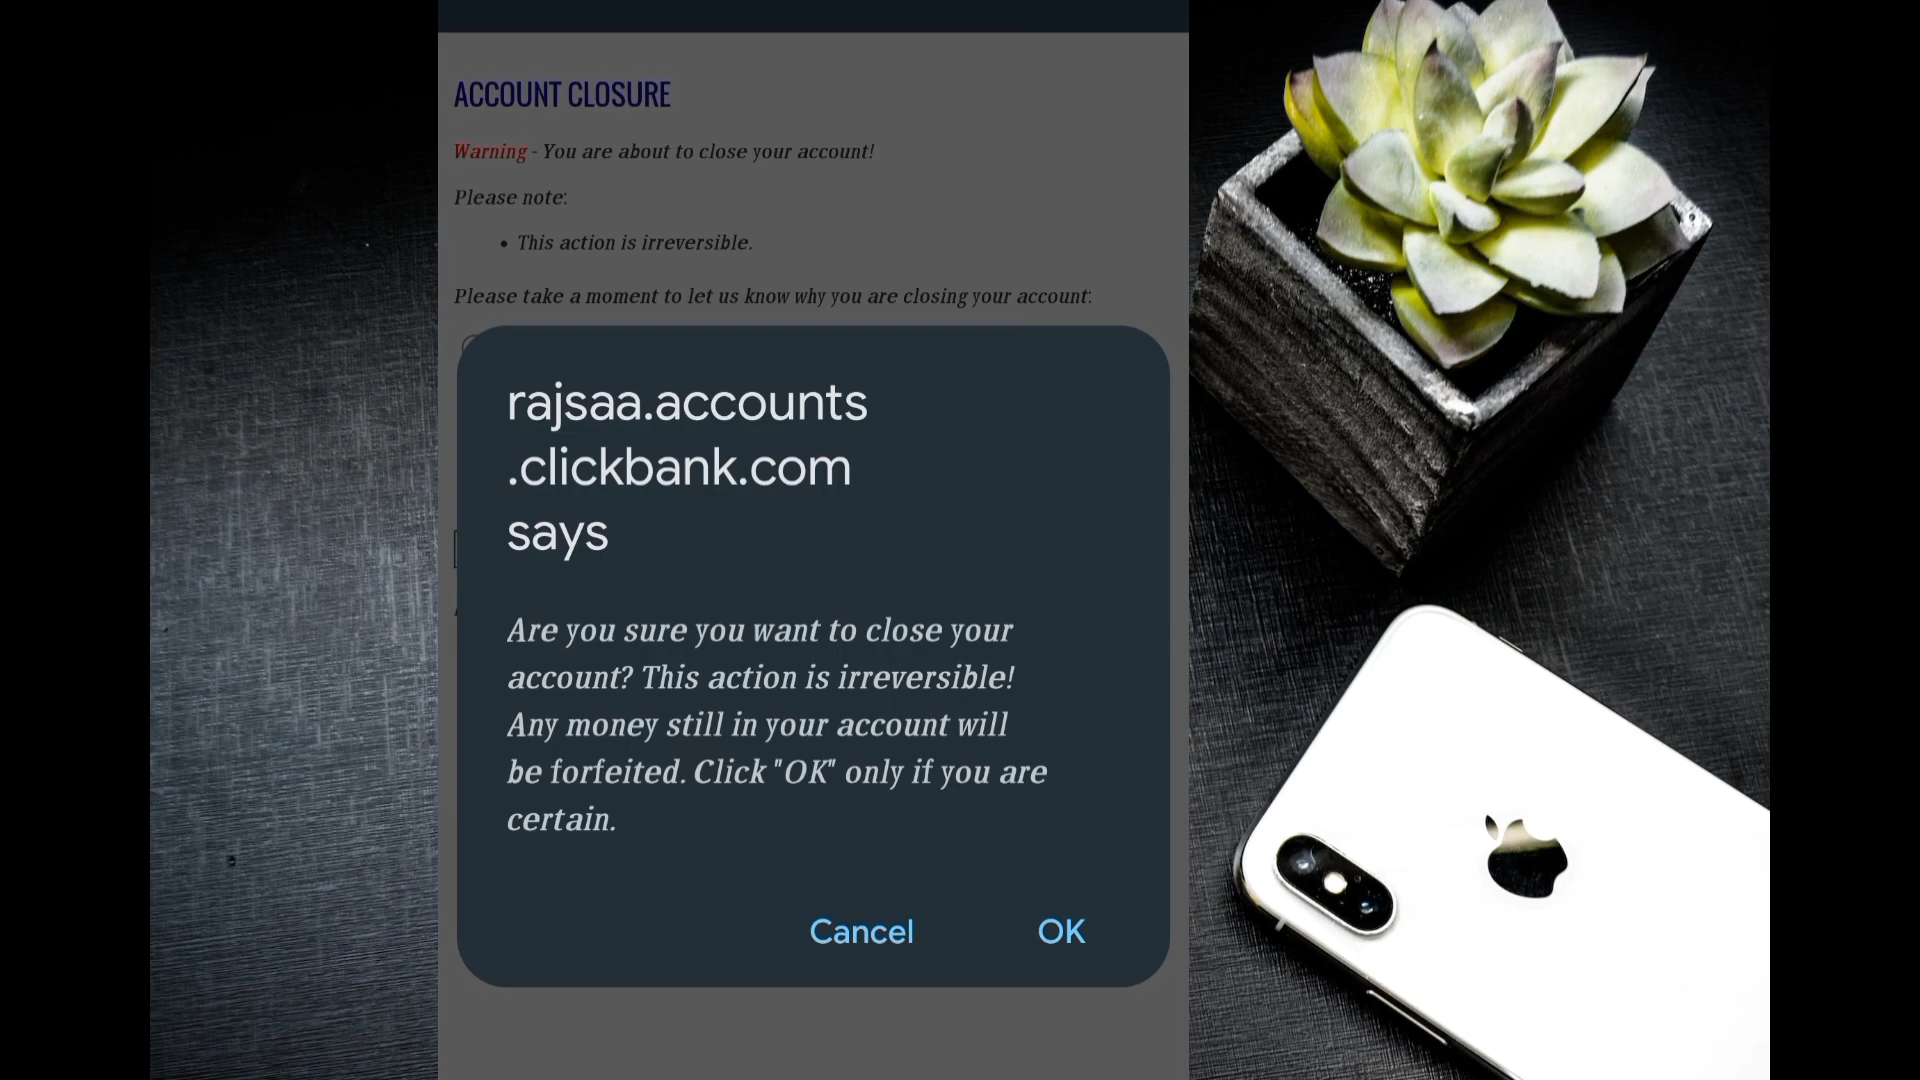 ACCOUNT CLOSURE
Warning - You are about to close your account!
Please note:
• This action is irreversible.
Please take a moment to let us know why you are closing your account:
rajsaa.accounts
.clickbank.com
says
Are you sure you want to close your
account? This action is irreversible!
Any money still in your account will
be forfeited. Click "OK" only if you are
certain.
Cancel
OK